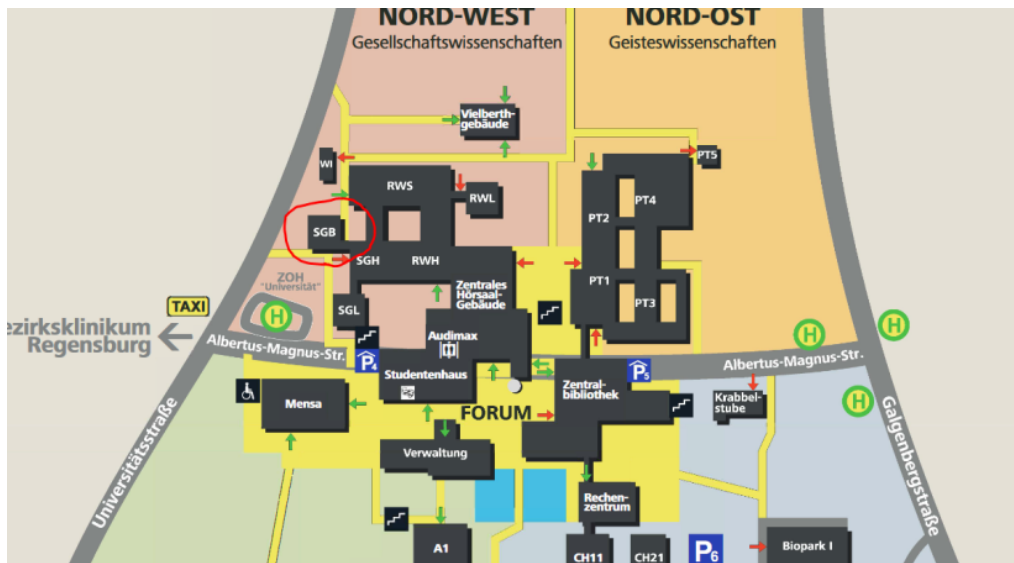 NORD-WEST
Gesellschaftswissenschaften
NORD-OST
Geisteswissenschaften
Vielberth-
gebäude
WI
RWS
RWL
PT5
PT4
PT2
SGB
SGH
RWH
ZOH
"Universität"
H
SGL
Zentrales
Hörsaal-
Gebäude
PT1
PT3
TAXI
ezirksklinikum
Regensburg
Albertus-Magnus-Str.
P4
Audimax
Studentenhaus
H
H
Albertus-Magnus-Str.
P5
Zentral-
bibliothek
Krabbel-
stube
H
Mensa
FORUM
Verwaltung
Universitätsstraße
Galgenbergstraße
Rechen-
zentrum
A1
CH11
CH21
P6
Biopark I